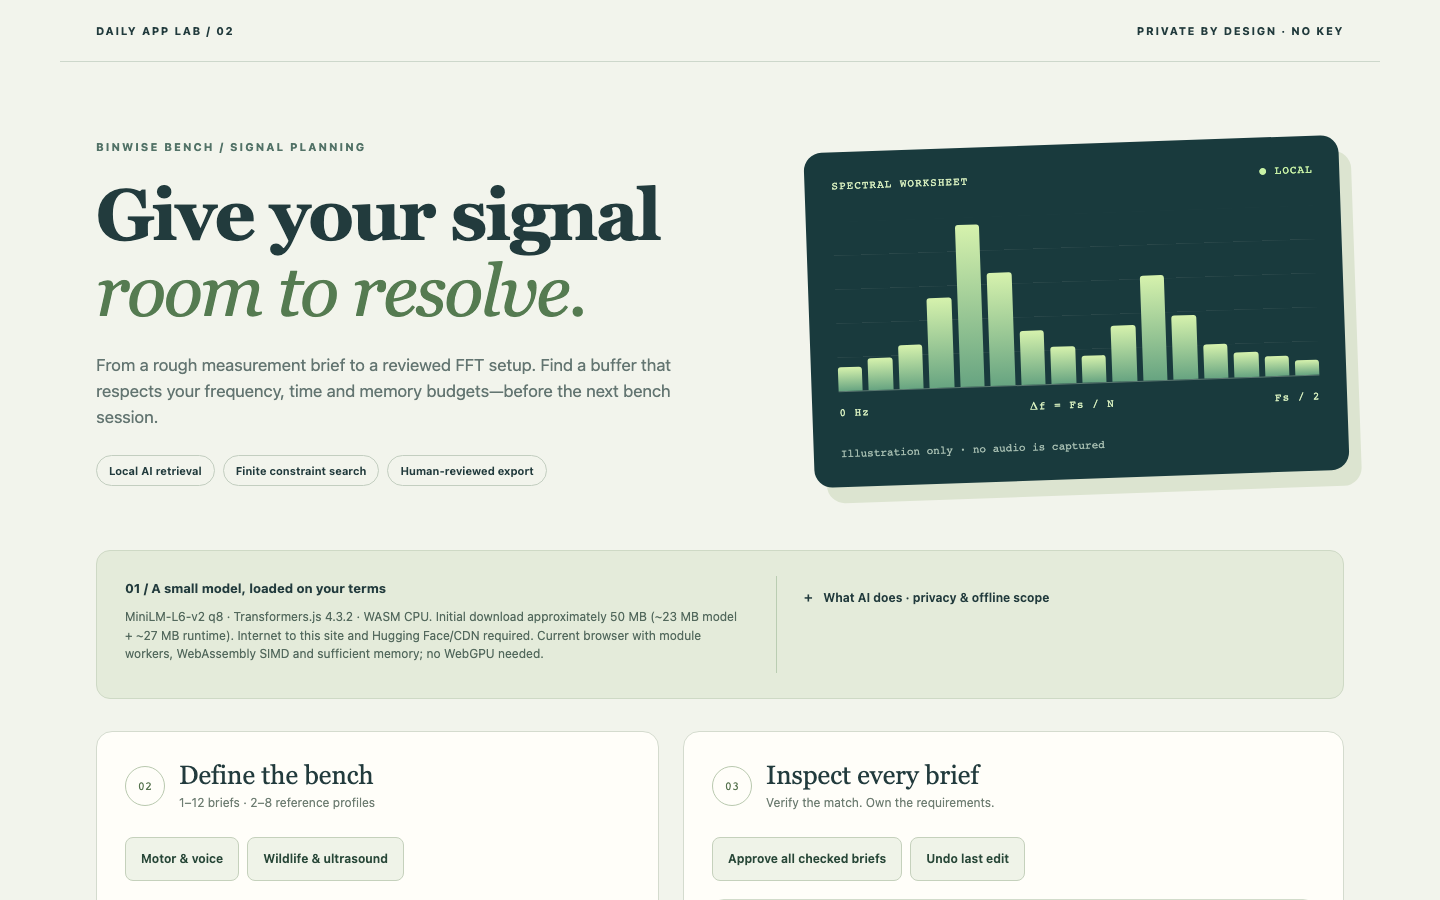 DAILY APP LAB / 02
PRIVATE BY DESIGN · NO KEY
BINWISE BENCH / SIGNAL PLANNING
Give your signal
room to resolve.
From a rough measurement brief to a reviewed FFT setup. Find a buffer that
respects your frequency, time and memory budgets—before the next bench
session.
Local AI retrieval
Finite constraint search
Human-reviewed export
SPECTRAL WORKSHEET
● LOCAL
0 Hz
Δf = Fs / N
Fs / 2
Illustration only · no audio is captured
01 / A small model, loaded on your terms
MiniLM-L6-v2 q8 · Transformers.js 4.3.2 · WASM CPU. Initial download approximately 50 MB (~23 MB model
+ ~27 MB runtime). Internet to this site and Hugging Face/CDN required. Current browser with module
workers, WebAssembly SIMD and sufficient memory; no WebGPU needed.
+ What AI does · privacy & offline scope
02
Define the bench
1–12 briefs · 2–8 reference profiles
Motor & voice
Wildlife & ultrasound
03
Inspect every brief
Verify the match. Own the requirements.
Approve all checked briefs
Undo last edit